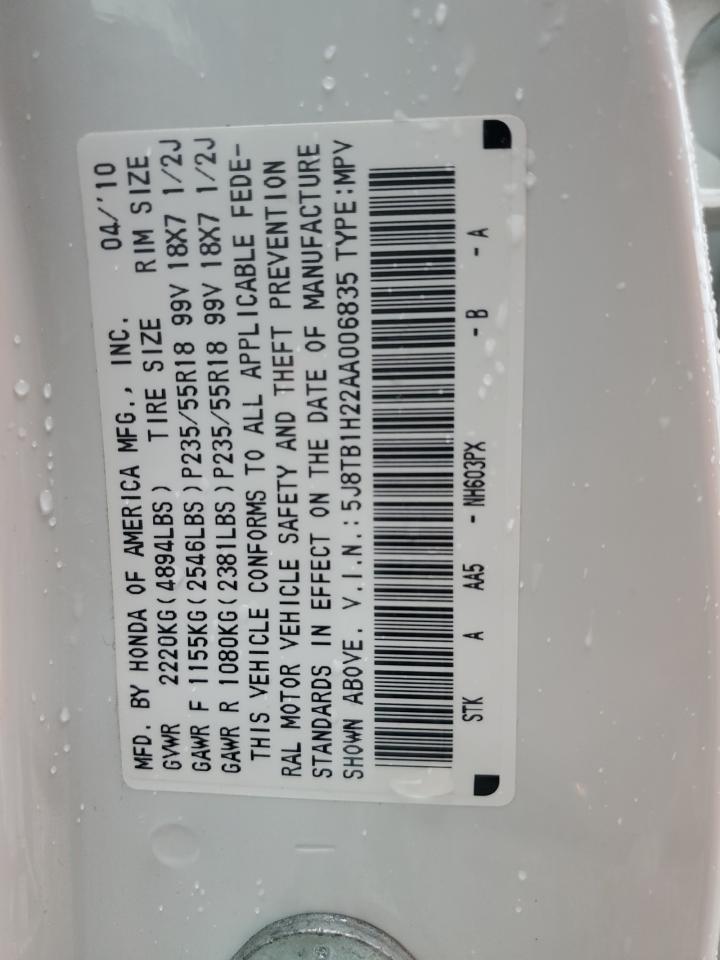 MFD. BY HONDA OF AMERICA MFG., INC. 04/'10
GVWR 2220KG(4894LBS) TIRE SIZE RIM SIZE
GAWR F 1155KG(2546LBS)P235/55R18 99V 18X7 1/2J
GAWR R 1080KG(2381LBS)P235/55R18 99V 18X7 1/2J
THIS VEHICLE CONFORMS TO ALL APPLICABLE FEDE-
RAL MOTOR VEHICLE SAFETY AND THEFT PREVENTION
STANDARDS IN EFFECT ON THE DATE OF MANUFACTURE
SHOWN ABOVE. V.I.N.:5J8TB1H22AA006835 TYPE:MPV
STK A AA5 - NH603PX - B - A